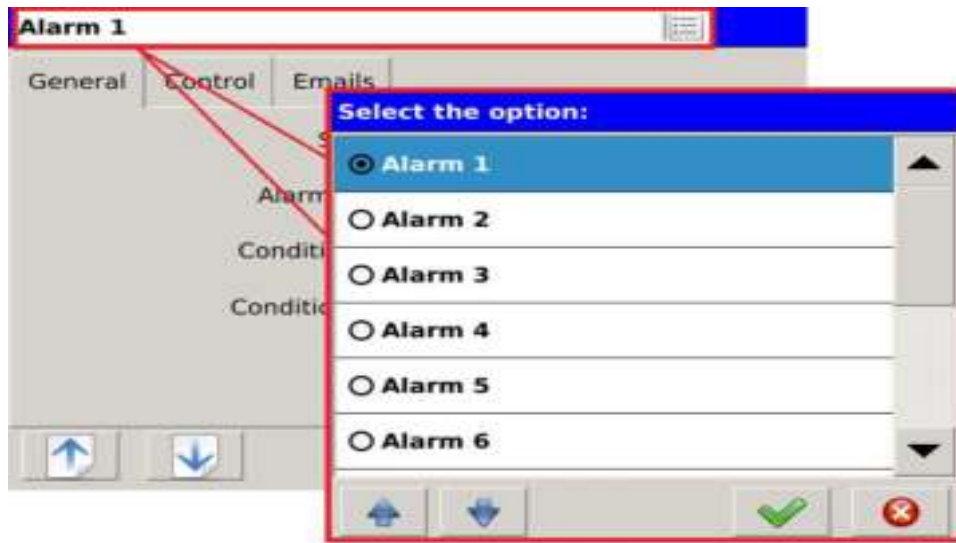 Alarm 1
General Control Emails
Select the option:
Alarm 1
Alarm 2
Alarm 3
Alarm 4
Alarm 5
Alarm 6